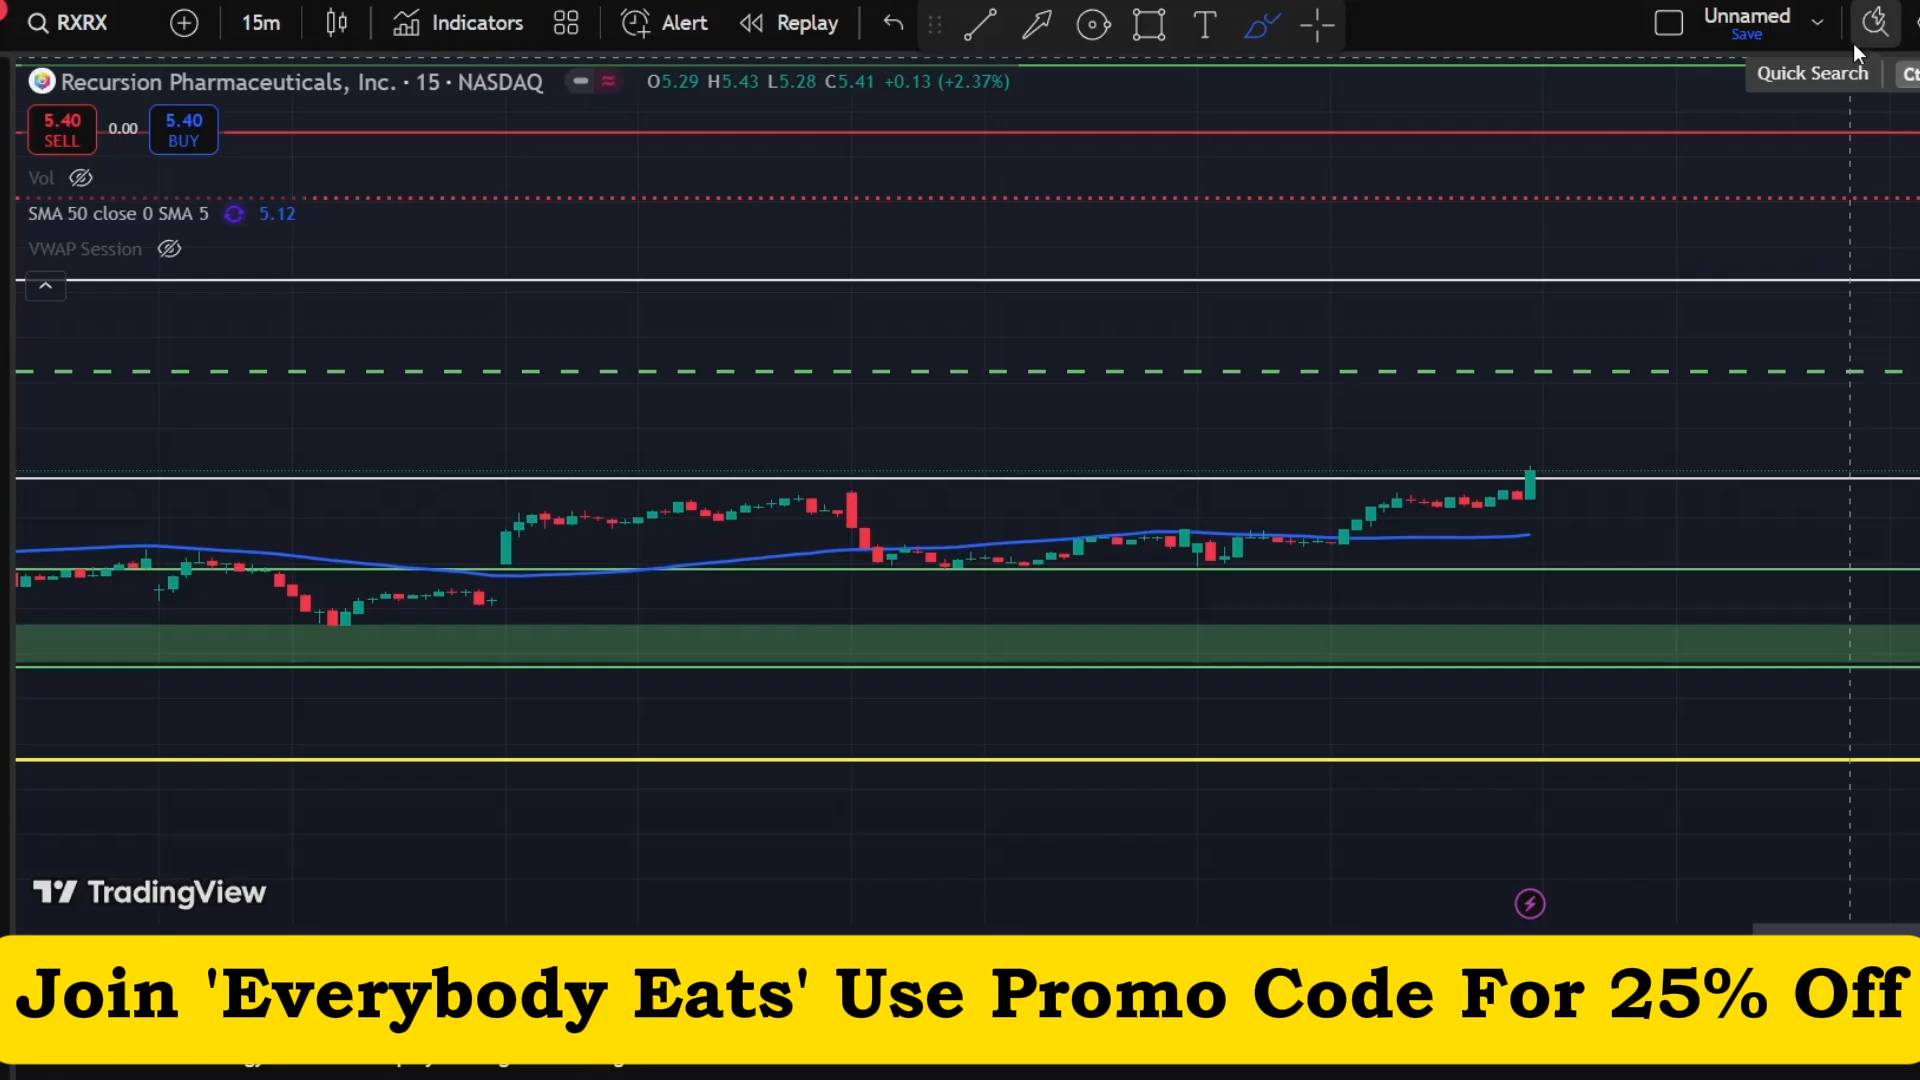 RXRX 15m Indicators Alert Replay Unnamed
Save
Recursion Pharmaceuticals, Inc. · 15 · NASDAQ O5.29 H5.43 L5.28 C5.41 +0.13 (+2.37%)
Quick Search
5.40 SELL 0.00 5.40 BUY
Vol
SMA 50 close 0 SMA 5 5.12
VWAP Session
TradingView
Join 'Everybody Eats' Use Promo Code For 25% Off